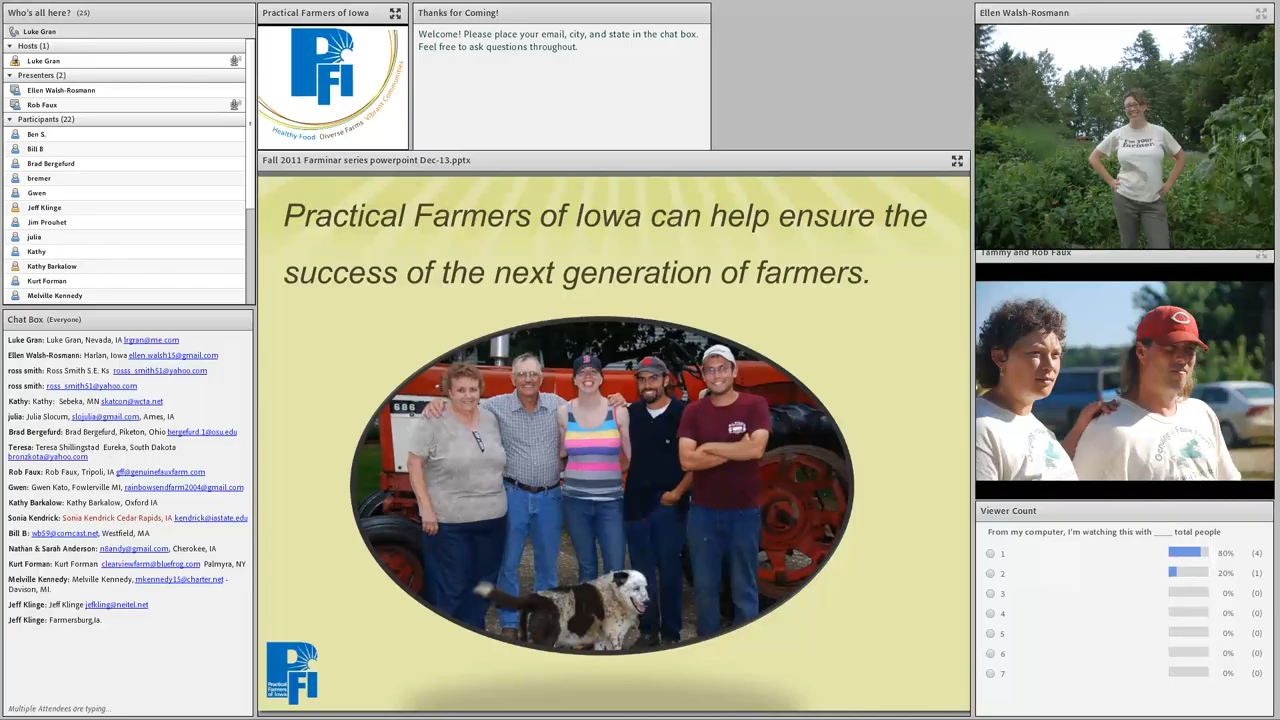 Who's all here? (25)
Luke Gran
Hosts (1)
Luke Gran
Presenters (2)
Ellen Walsh-Rosmann
Rob Faux
Participants (22)
Ben S.
Bill B
Brad Bergefurd
bremer
Gwen
Jeff Klinge
Jim Prouhet
julia
Kathy
Kathy Barkalow
Kurt Forman
Melville Kennedy
Chat Box (Everyone)
Luke Gran: Luke Gran, Nevada, IA lrgran@me.com
Ellen Walsh-Rosmann: Harlan, Iowa ellen.walsh15@gmail.com
ross smith: Ross Smith S.E. Ks ross_smith51@yahoo.com
ross smith: ross_smith51@yahoo.com
Kathy: Kathy: Sebeka, MN skatcon@wcta.net
julia: Julia Slocum, slojulia@gmail.com, Ames, IA
Brad Bergefurd: Brad Bergefurd, Piketon, Ohio bergefurd.1@osu.edu
Teresa: Teresa Shillingstad Eureka, South Dakota
bronzkota@yahoo.com
Rob Faux: Rob Faux, Tripoli, IA gff@genuinefauxfarm.com
Gwen: Gwen Kato, Fowlerville MI, rainbowsendfarm2004@gmail.com
Kathy Barkalow: Kathy Barkalow, Oxford IA
Sonia Kendrick: Sonia Kendrick Cedar Rapids, IA kendrick@iastate.edu
Bill B: wb59@comcast.net, Westfield, MA
Nathan & Sarah Anderson: n8andy@gmail.com, Cherokee, IA
Kurt Forman: Kurt Forman clearviewfarm@bluefrog.com Palmyra, NY
Melville Kennedy: Melville Kennedy, mkennedy15@charter.net -
Davison, MI.
Jeff Klinge: Jeff Klinge jefkling@neitel.net
Jeff Klinge: Farmersburg,Ia.
Multiple Attendees are typing...
Practical Farmers of Iowa
PFI
Healthy Food Diverse Farms Vibrant Communities
Thanks for Coming!
Welcome! Please place your email, city, and state in the chat box.
Feel free to ask questions throughout.
Fall 2011 Farminar series powerpoint Dec-13.pptx
Practical Farmers of Iowa can help ensure the
success of the next generation of farmers.
686
PFI
Practical
Farmers
of Iowa
Ellen Walsh-Rosmann
I'm your
farmer.
Tammy and Rob Faux
Viewer Count
From my computer, I'm watching this with ____ total people
1 80% (4)
2 20% (1)
3 0% (0)
4 0% (0)
5 0% (0)
6 0% (0)
7 0% (0)